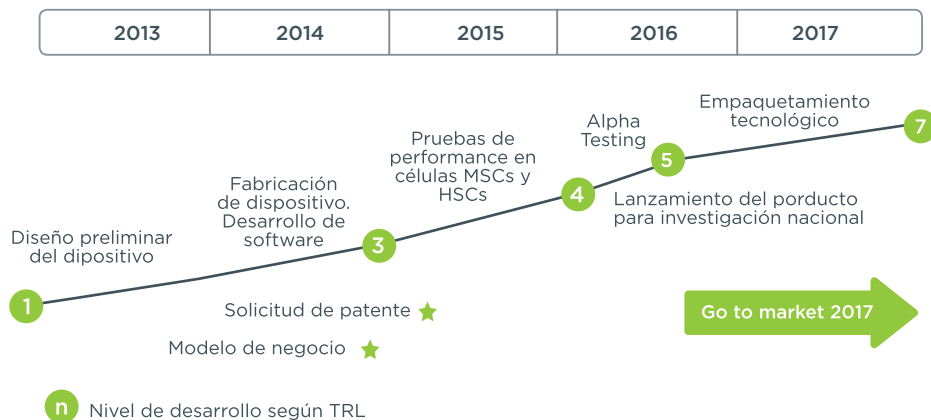 2013 2014 2015 2016 2017
Empaquetamiento
tecnológico
7
Alpha
Testing
5
Pruebas de
performance en
células MSCs y
HSCs
4
Lanzamiento del porducto
para investigación nacional
Fabricación
de dispositivo.
Desarrollo de
software
3
Diseño preliminar
del dipositivo
1
Solicitud de patente
Go to market 2017
Modelo de negocio
n Nivel de desarrollo según TRL